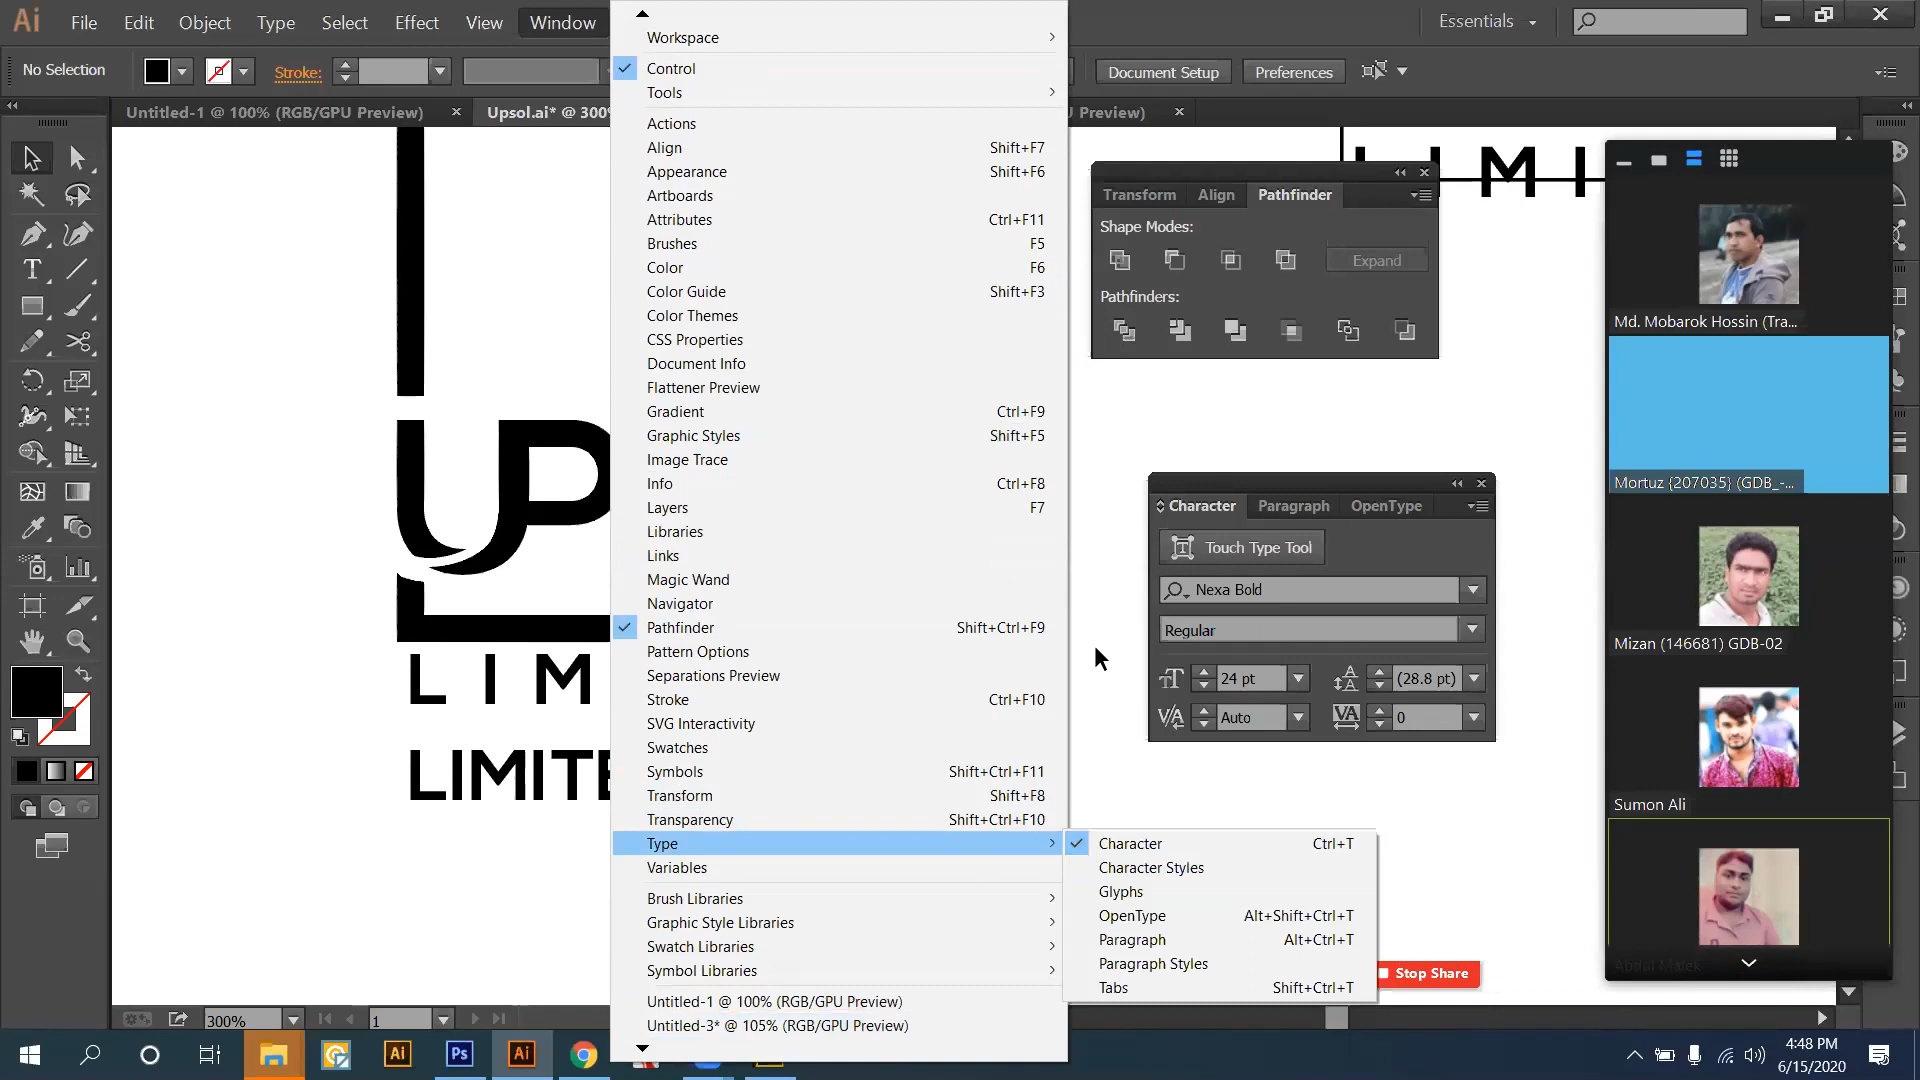 Ai File Edit Object Type Select Effect View Window Essentials
No Selection Stroke: Document Setup Preferences
Untitled-1 @ 100% (RGB/GPU Preview) × Upsol.ai* @ 300% U Preview) ×
Workspace
Control
Tools
Actions
Align Shift+F7
Appearance Shift+F6
Artboards
Attributes Ctrl+F11
Brushes F5
Color F6
Color Guide Shift+F3
Color Themes
CSS Properties
Document Info
Flattener Preview
Gradient Ctrl+F9
Graphic Styles Shift+F5
Image Trace
Info Ctrl+F8
Layers F7
Libraries
Links
Magic Wand
Navigator
Pathfinder Shift+Ctrl+F9
Pattern Options
Separations Preview
Stroke Ctrl+F10
SVG Interactivity
Swatches
Symbols Shift+Ctrl+F11
Transform Shift+F8
Transparency Shift+Ctrl+F10
Type
Variables
Brush Libraries
Graphic Style Libraries
Swatch Libraries
Symbol Libraries
Untitled-1 @ 100% (RGB/GPU Preview)
Untitled-3* @ 105% (RGB/GPU Preview)
Character Ctrl+T
Character Styles
Glyphs
OpenType Alt+Shift+Ctrl+T
Paragraph Alt+Ctrl+T
Paragraph Styles
Tabs Shift+Ctrl+T
UP
L I M
LIMITE
L I M I
Transform Align Pathfinder
Shape Modes:
Expand
Pathfinders:
Character Paragraph OpenType
Touch Type Tool
Nexa Bold
Regular
24 pt (28.8 pt)
Auto 0
Md. Mobarok Hossin (Tra...
Mortuz {207035} (GDB_-...
Mizan (146681) GDB-02
Sumon Ali
Abdul Malek
Stop Share
300% 1
Ai Ps Ai
4:48 PM
6/15/2020